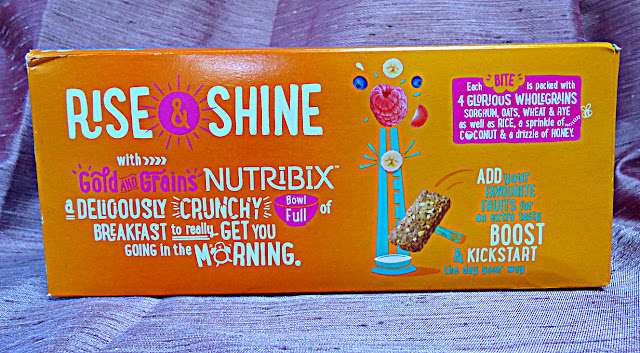 RISE & SHINE
with >>>>
Gold AND Grains NUTRIBIX™
a DELICIOUSLY CRUNCHY Bowl Full of
BREAKFAST to really GET YOU
GOING in the MORNING.
Each BITE is packed with
4 GLORIOUS WHOLEGRAINS
SORGHUM, OATS, WHEAT & RYE
as well as RICE, a sprinkle of
COCONUT & a drizzle of HONEY.
ADD your
FAVOURITE
FRUITS for
an extra tasty
BOOST
& KICKSTART
the day your way